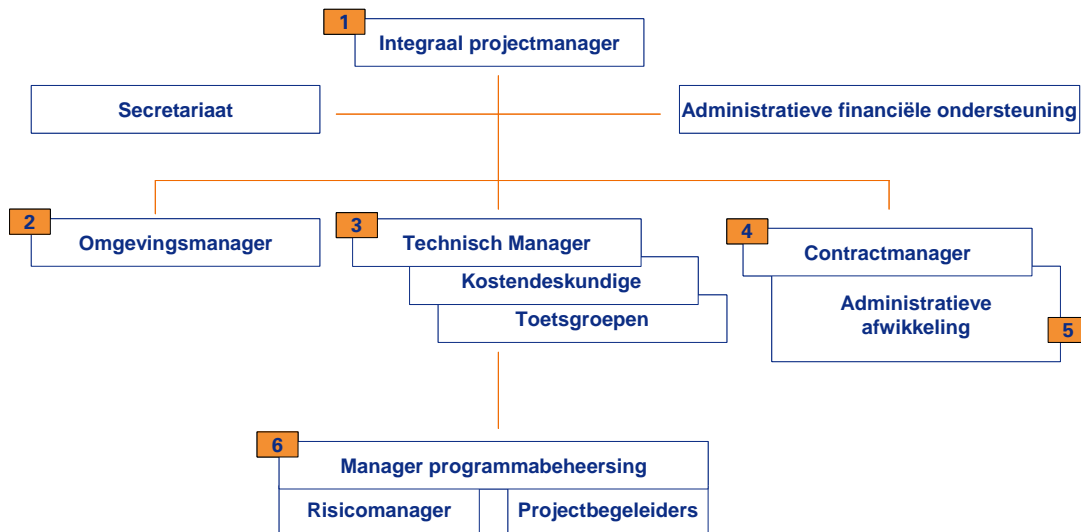 1
Integraal projectmanager
Secretariaat
Administratieve financiële ondersteuning
2
Omgevingsmanager
3
Technisch Manager
Kostendeskundige
Toetsgroepen
4
Contractmanager
Administratieve
afwikkeling
5
6
Manager programmabeheersing
Risicomanager
Projectbegeleiders